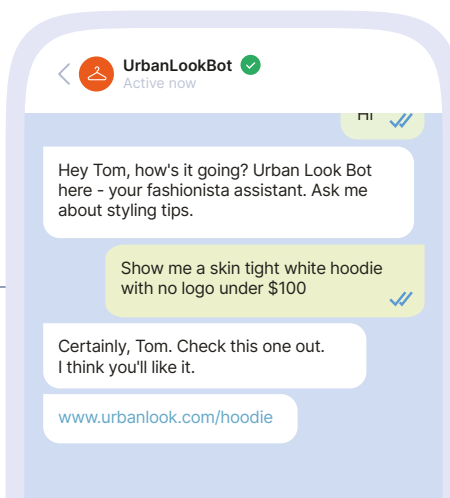 UrbanLookBot
Active now
Hi
Hey Tom, how's it going? Urban Look Bot
here - your fashionista assistant. Ask me
about styling tips.
Show me a skin tight white hoodie
with no logo under $100
Certainly, Tom. Check this one out.
I think you'll like it.
www.urbanlook.com/hoodie